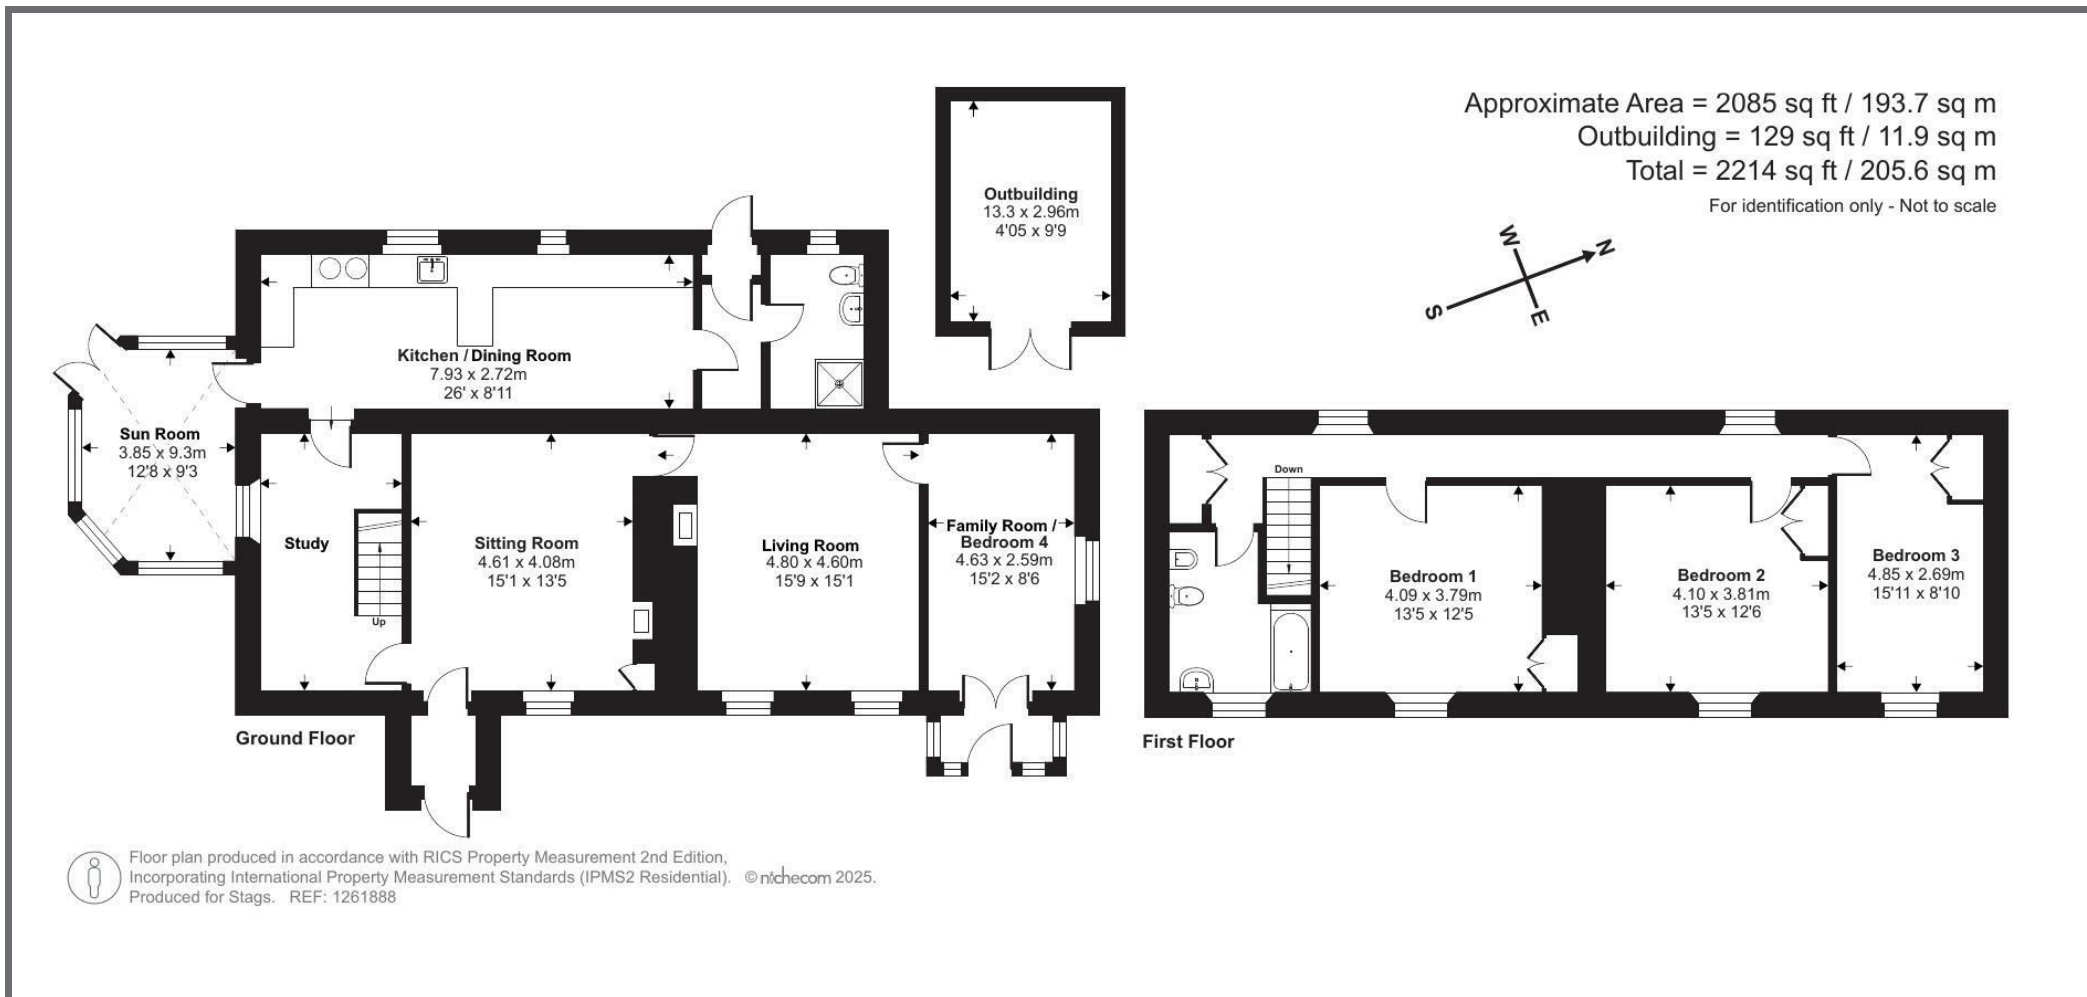 Approximate Area = 2085 sq ft / 193.7 sq m
Outbuilding = 129 sq ft / 11.9 sq m
Total = 2214 sq ft / 205.6 sq m
For identification only - Not to scale
W
N
S
E
Outbuilding
13.3 x 2.96m
4'05 x 9'9
Kitchen / Dining Room
7.93 x 2.72m
26' x 8'11
Sun Room
3.85 x 9.3m
12'8 x 9'3
Study
Up
Sitting Room
4.61 x 4.08m
15'1 x 13'5
Living Room
4.80 x 4.60m
15'9 x 15'1
Family Room /
Bedroom 4
4.63 x 2.59m
15'2 x 8'6
Ground Floor
Down
Bedroom 1
4.09 x 3.79m
13'5 x 12'5
Bedroom 2
4.10 x 3.81m
13'5 x 12'6
Bedroom 3
4.85 x 2.69m
15'11 x 8'10
First Floor
Floor plan produced in accordance with RICS Property Measurement 2nd Edition,
Incorporating International Property Measurement Standards (IPMS2 Residential). © nichecom 2025.
Produced for Stags. REF: 1261888